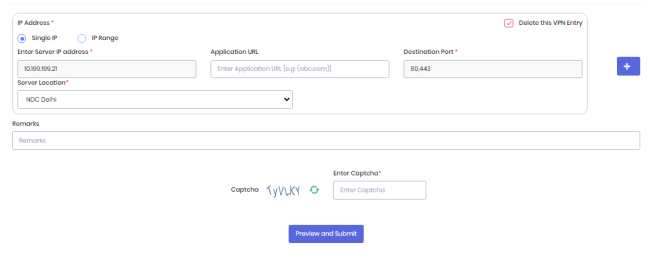 IP Address *
Delete this VPN Entry
Single IP
IP Range
Enter Server IP address *
Application URL
Destination Port *
10.199.199.21
Enter Application URL [e.g: (abc.com)]
80,443
+
Server Location*
NDC Delhi
Remarks
Remarks
Enter Captcha*
Captcha
Enter Captcha
Preview and Submit